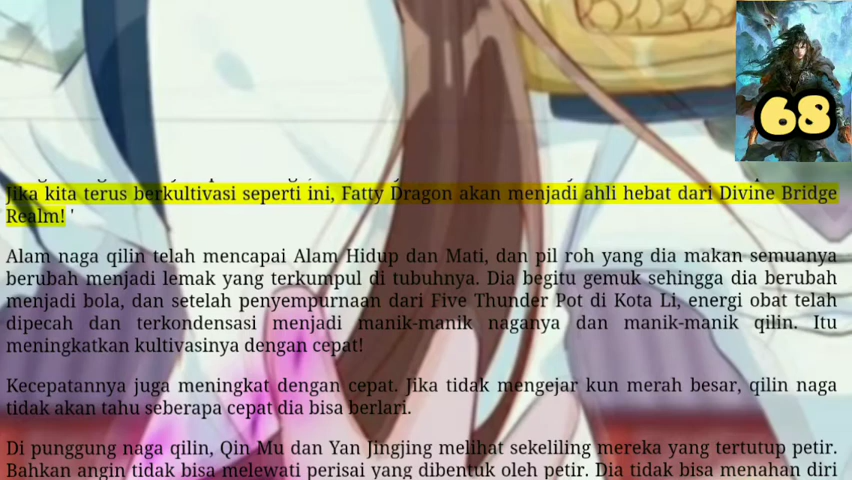 68
Jika kita terus berkultivasi seperti ini, Fatty Dragon akan menjadi ahli hebat dari Divine Bridge
Realm! '
Alam naga qilin telah mencapai Alam Hidup dan Mati, dan pil roh yang dia makan semuanya
berubah menjadi lemak yang terkumpul di tubuhnya. Dia begitu gemuk sehingga dia berubah
menjadi bola, dan setelah penyempurnaan dari Five Thunder Pot di Kota Li, energi obat telah
dipecah dan terkondensasi menjadi manik-manik naganya dan manik-manik qilin. Itu
meningkatkan kultivasinya dengan cepat!
Kecepatannya juga meningkat dengan cepat. Jika tidak mengejar kun merah besar, qilin naga
tidak akan tahu seberapa cepat dia bisa berlari.
Di punggung naga qilin, Qin Mu dan Yan Jingjing melihat sekeliling mereka yang tertutup petir.
Bahkan angin tidak bisa melewati perisai yang dibentuk oleh petir. Dia tidak bisa menahan diri